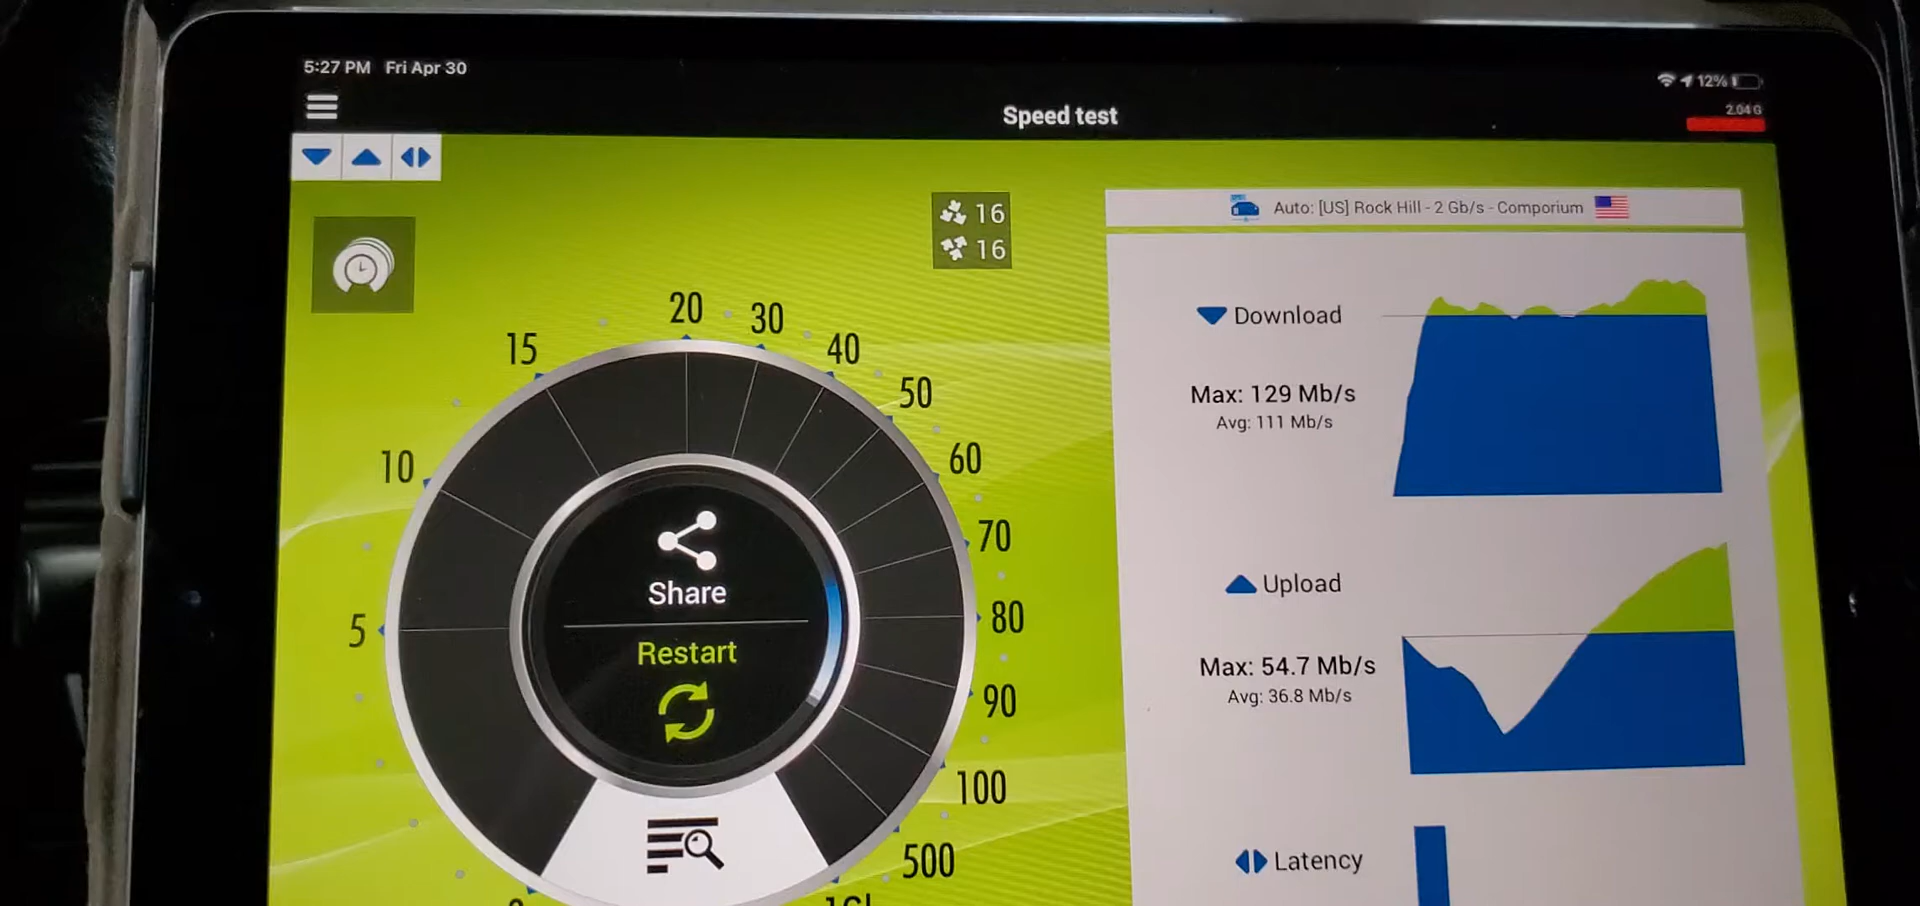 5:27 PM Fri Apr 30
12%
Speed test
2.04 G
16
16
Auto: [US] Rock Hill - 2 Gb/s - Comporium
Download
Max: 129 Mb/s
Avg: 111 Mb/s
Upload
Max: 54.7 Mb/s
Avg: 36.8 Mb/s
Latency
5
10
15
20
30
40
50
60
70
80
90
100
500
Share
Restart